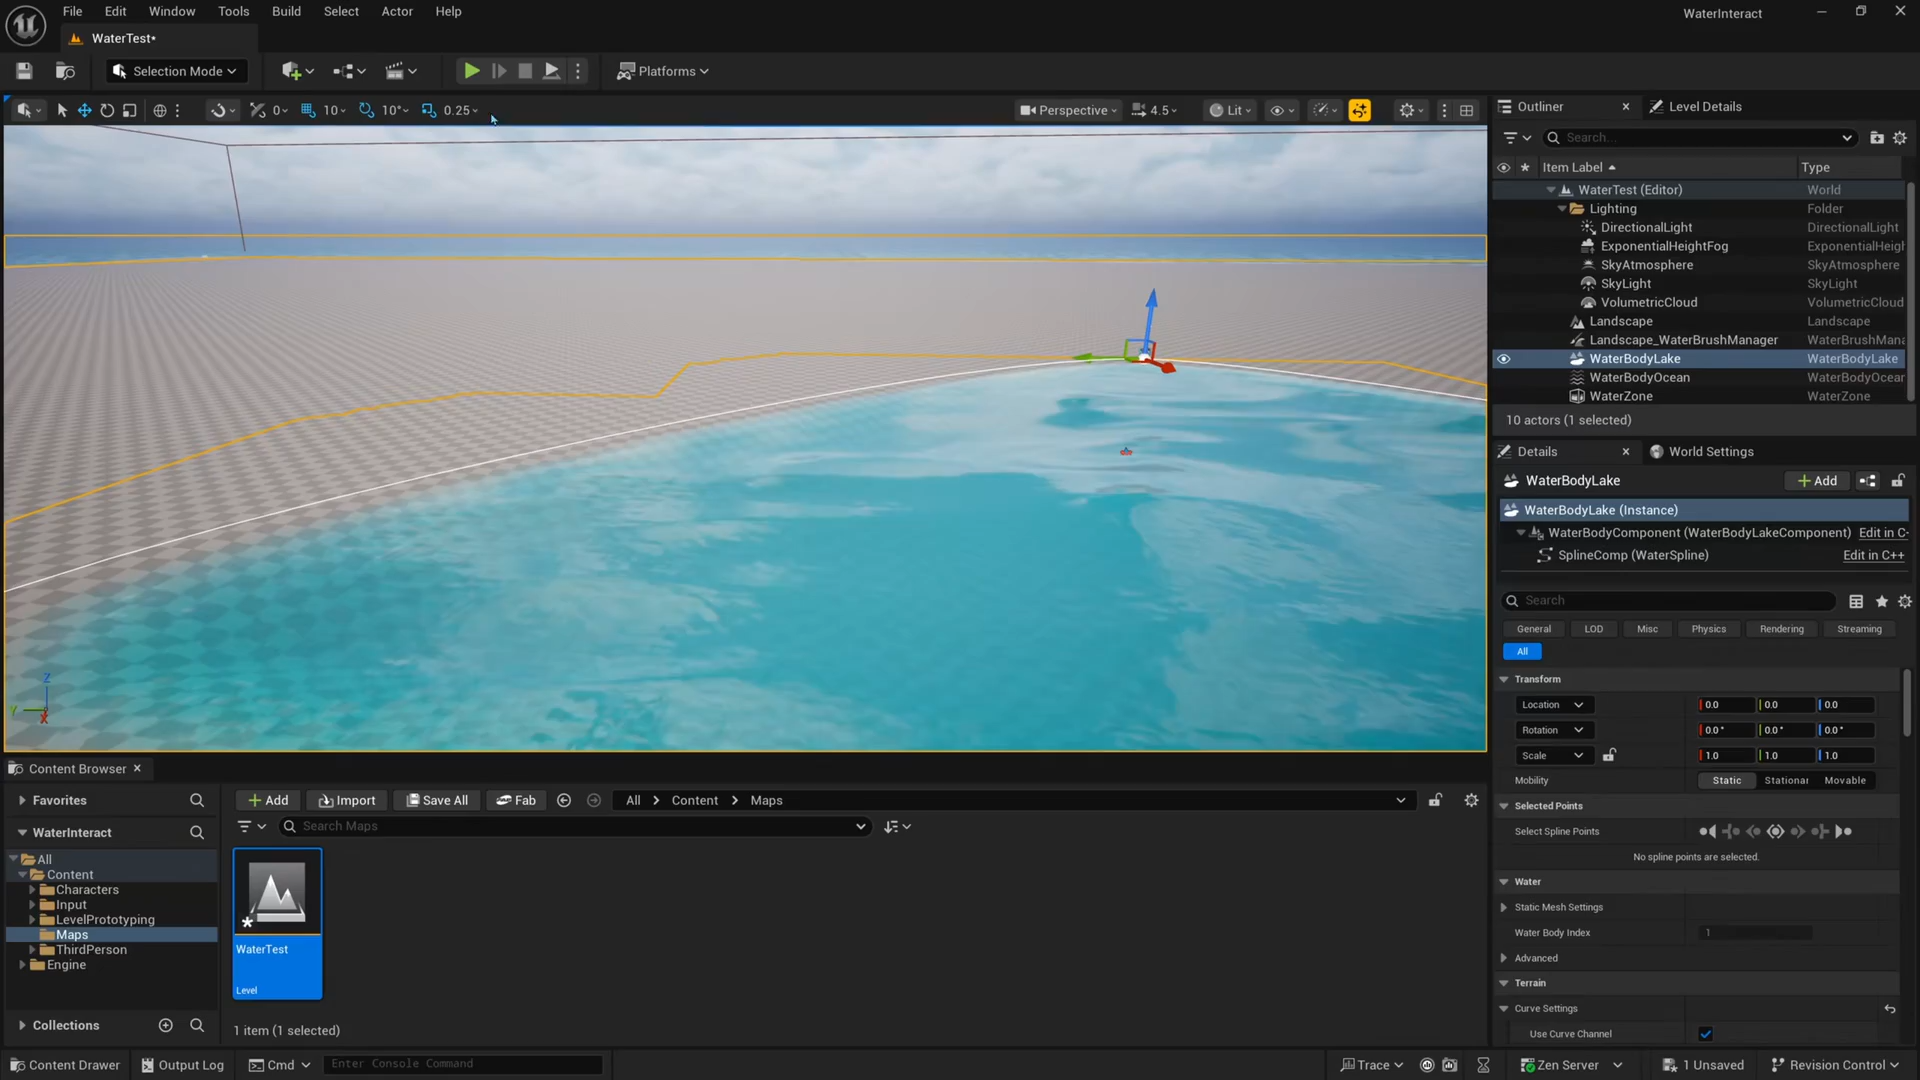 File Edit Window Tools Build Select Actor Help
WaterInteract
WaterTest*
Selection Mode
Platforms
0 10 10° 0.25
Perspective 4.5 Lit
Outliner
Level Details
Search...
Item Label Type
WaterTest (Editor) World
Lighting Folder
DirectionalLight DirectionalLight
ExponentialHeightFog ExponentialHeigh
SkyAtmosphere SkyAtmosphere
SkyLight SkyLight
VolumetricCloud VolumetricCloud
Landscape Landscape
Landscape_WaterBrushManager WaterBrushMana
WaterBodyLake WaterBodyLake
WaterBodyOcean WaterBodyOcean
WaterZone WaterZone
10 actors (1 selected)
Details
World Settings
WaterBodyLake
Add
WaterBodyLake (Instance)
WaterBodyComponent (WaterBodyLakeComponent) Edit in C-
SplineComp (WaterSpline) Edit in C++
Search
General LOD Misc Physics Rendering Streaming
All
Transform
Location 0.0 0.0 0.0
Rotation 0.0° 0.0° 0.0°
Scale 1.0 1.0 1.0
Mobility Static Stationar Movable
Selected Points
Select Spline Points
No spline points are selected.
Water
Static Mesh Settings
Water Body Index 1
Advanced
Terrain
Curve Settings
Use Curve Channel
Z
Y
X
Content Browser
Favorites
WaterInteract
All
Content
Characters
Input
LevelPrototyping
Maps
ThirdPerson
Engine
Collections
Add Import Save All Fab
All Content Maps
Search Maps
WaterTest
Level
1 item (1 selected)
Content Drawer Output Log Cmd Enter Console Command
Trace Zen Server 1 Unsaved Revision Control